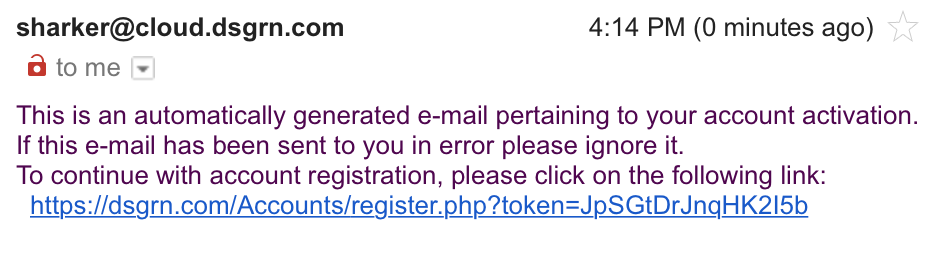 sharker@cloud.dsgrn.com 4:14 PM (0 minutes ago)
to me
This is an automatically generated e-mail pertaining to your account activation.
If this e-mail has been sent to you in error please ignore it.
To continue with account registration, please click on the following link:
https://dsgrn.com/Accounts/register.php?token=JpSGtDrJnqHK2I5b